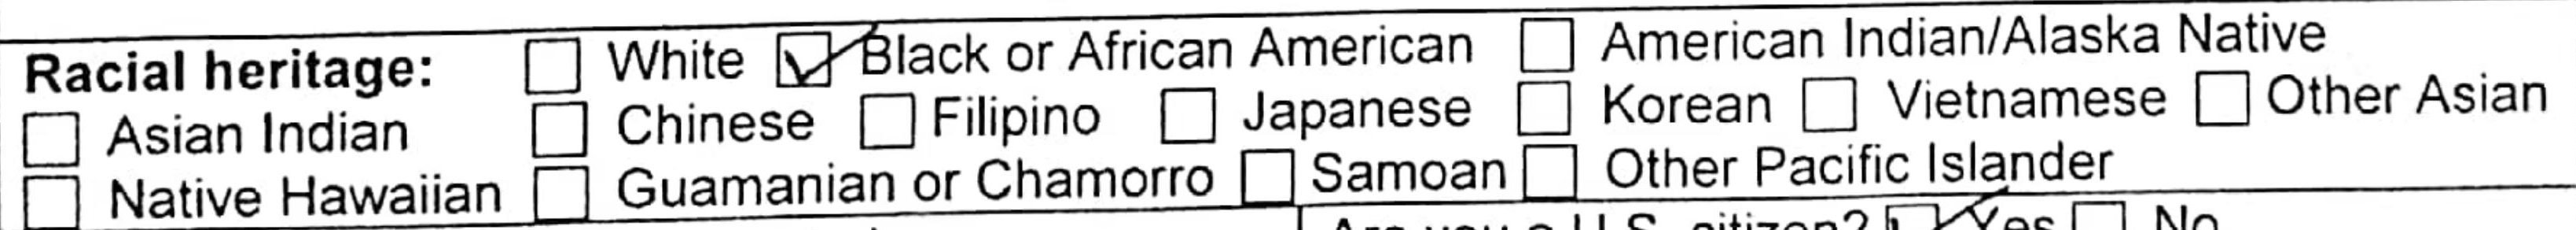 Racial heritage: ☐ White ☑ Black or African American ☐ American Indian/Alaska Native
☐ Asian Indian ☐ Chinese ☐ Filipino ☐ Japanese ☐ Korean ☐ Vietnamese ☐ Other Asian
☐ Native Hawaiian ☐ Guamanian or Chamorro ☐ Samoan ☐ Other Pacific Islander
Are you a U.S. citizen? ☑ Yes ☐ No